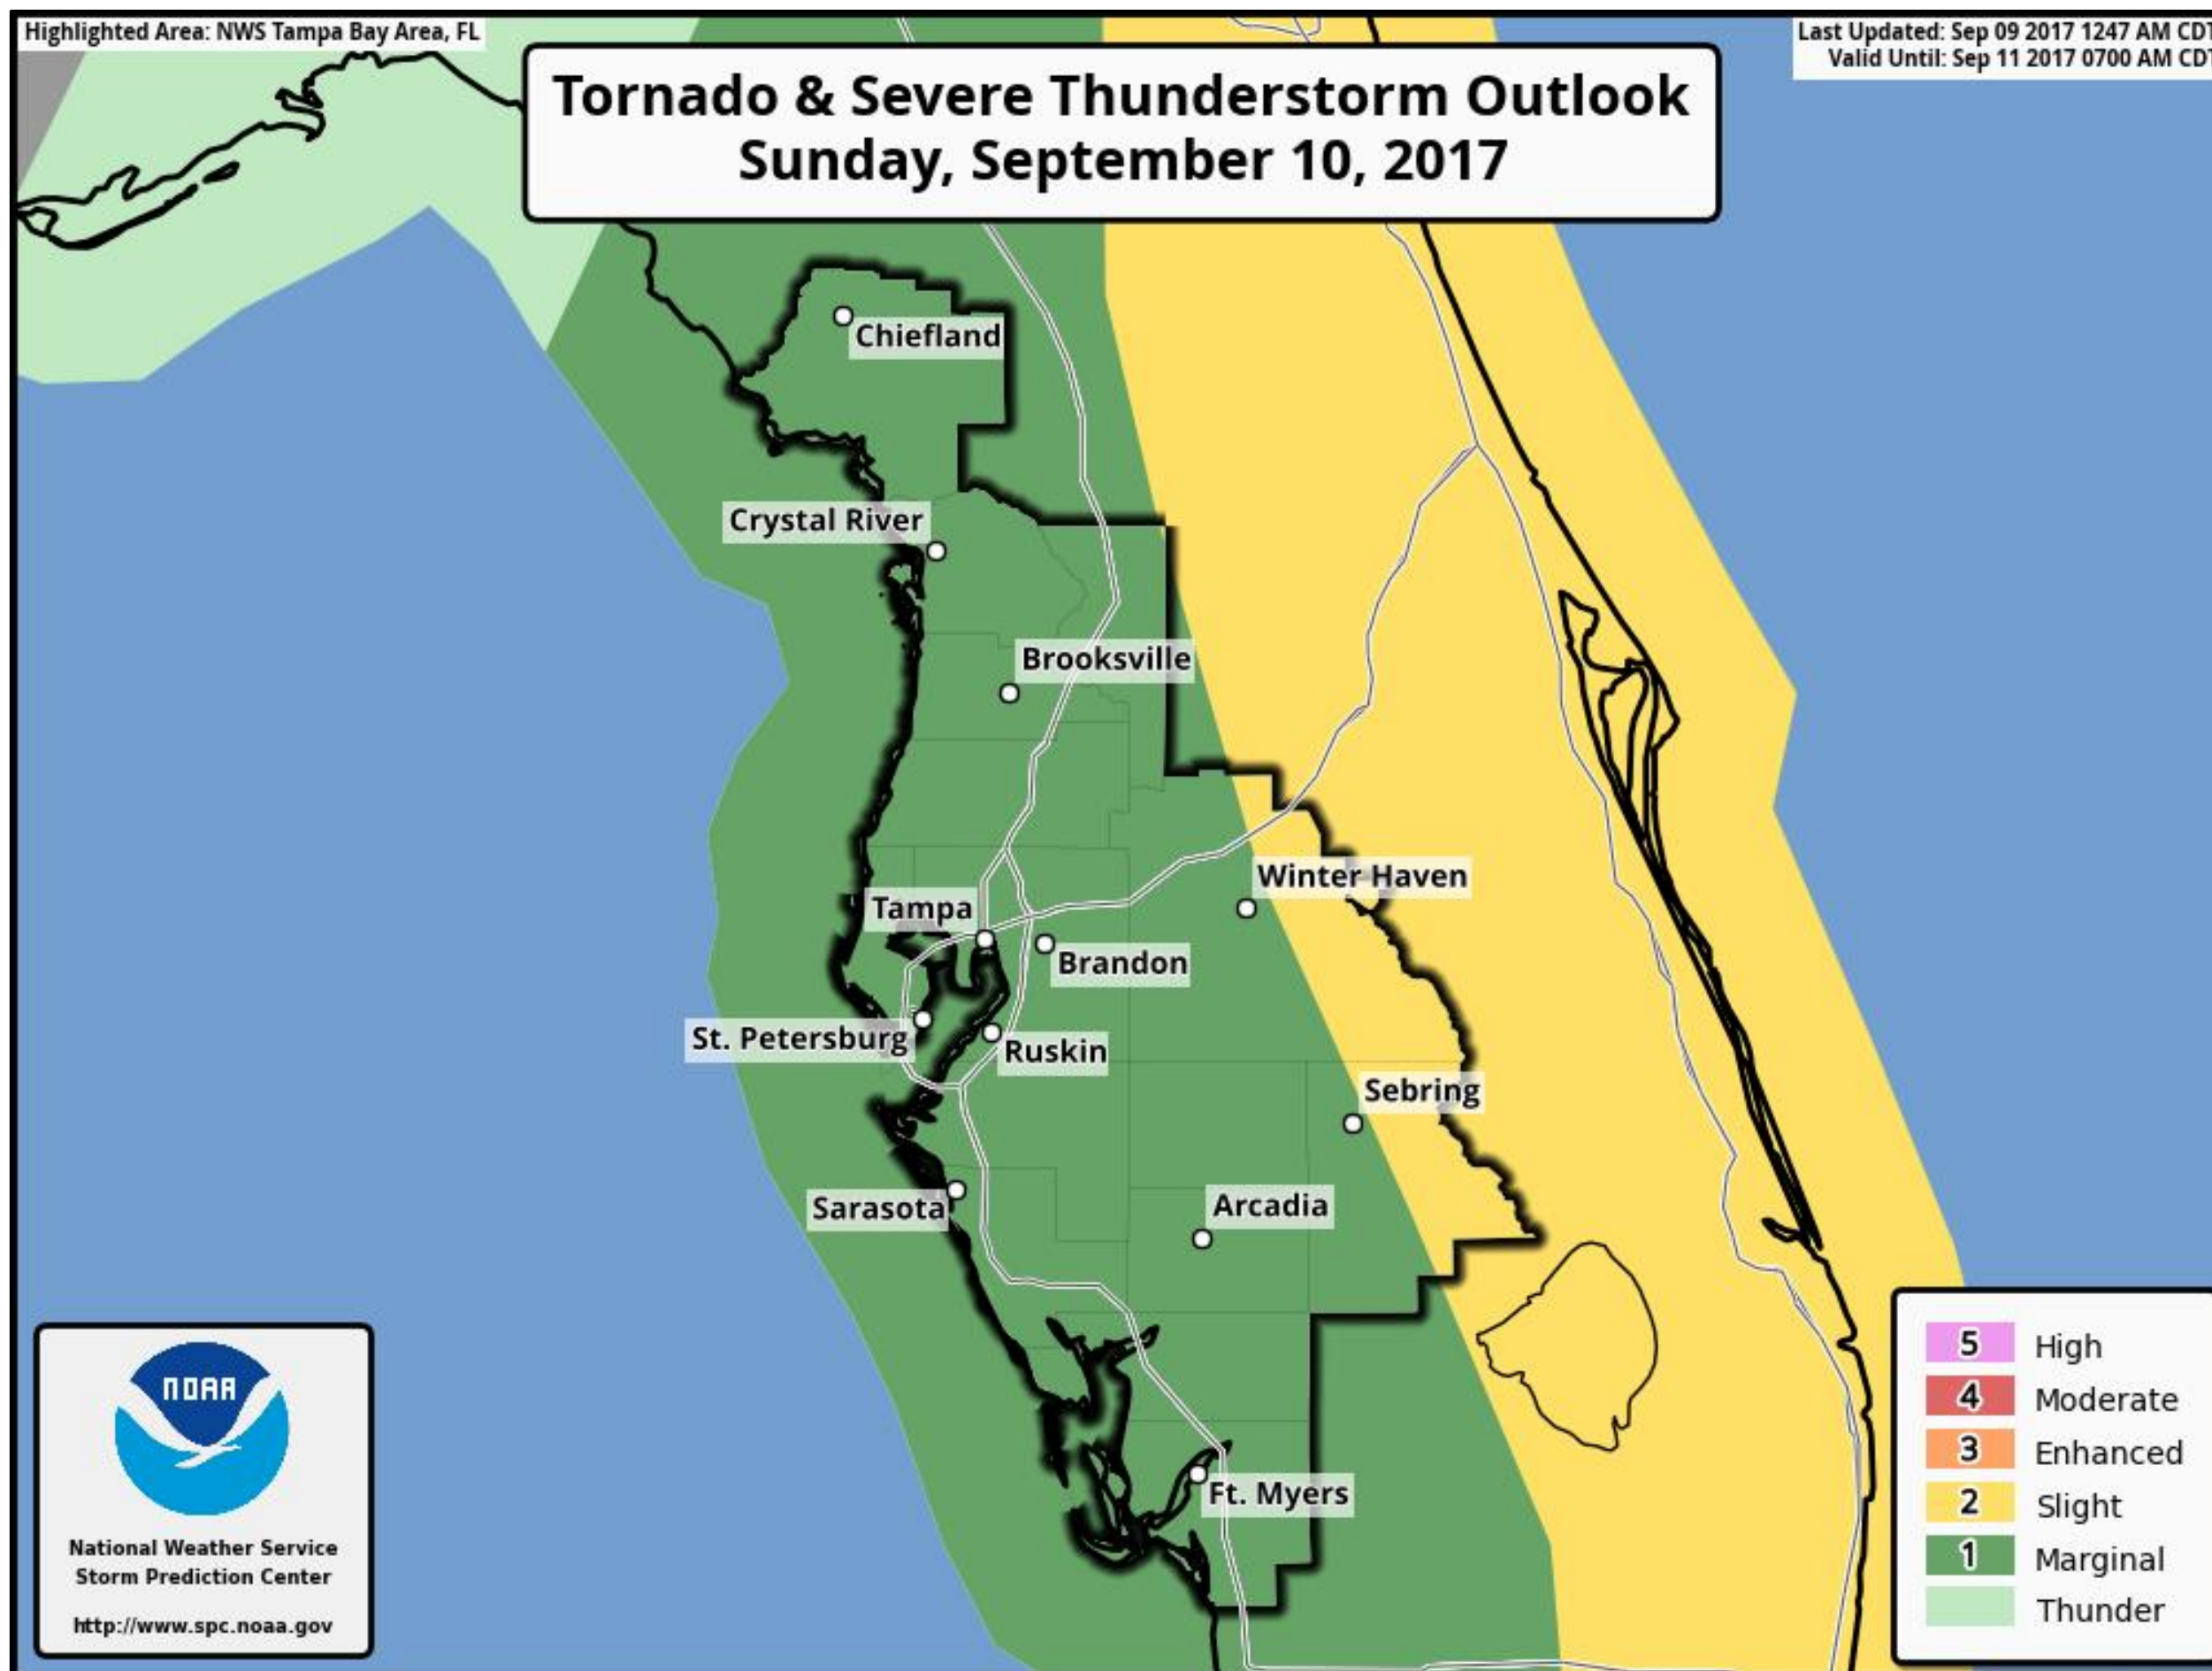 Highlighted Area: NWS Tampa Bay Area, FL
Last Updated: Sep 09 2017 1247 AM CDT
Valid Until: Sep 11 2017 0700 AM CDT
Tornado & Severe Thunderstorm Outlook
Sunday, September 10, 2017
Chiefland
Crystal River
Brooksville
Winter Haven
Tampa
Brandon
St. Petersburg
Ruskin
Sebring
Sarasota
Arcadia
Ft. Myers
NOAA
National Weather Service
Storm Prediction Center
http://www.spc.noaa.gov
5 High
4 Moderate
3 Enhanced
2 Slight
1 Marginal
Thunder